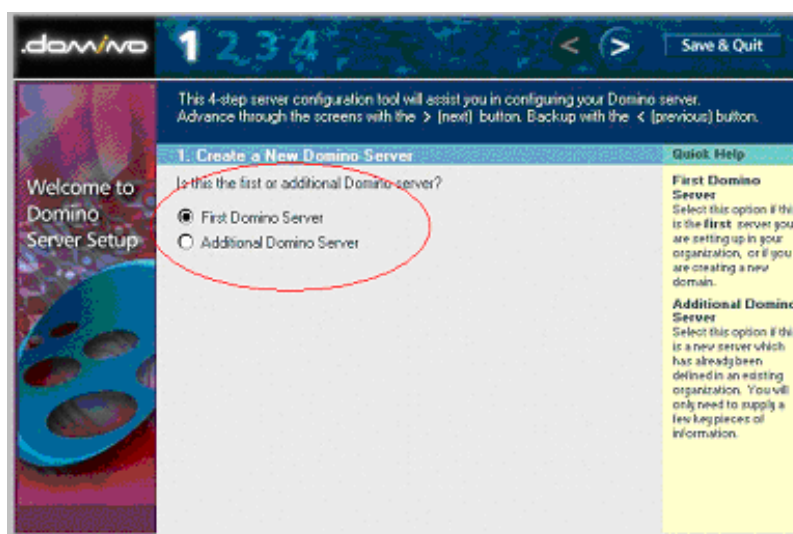 .domino
1 2 3 4
< >
Save & Quit
This 4-step server configuration tool will assist you in configuring your Domino server.
Advance through the screens with the > (next) button. Backup with the < (previous) button.
1. Create a New Domino Server
Quick Help
Welcome to
Domino
Server Setup
Is this the first or additional Domino server?
First Domino Server
Additional Domino Server
First Domino
Server
Select this option if thi
is the first server you
are setting up in your
organization, or if you
are creating a new
domain.
Additional Domino
Server
Select this option if thi
is a new server which
has already been
defined in an existing
organization. You will
only need to supply a
few key pieces of
information.